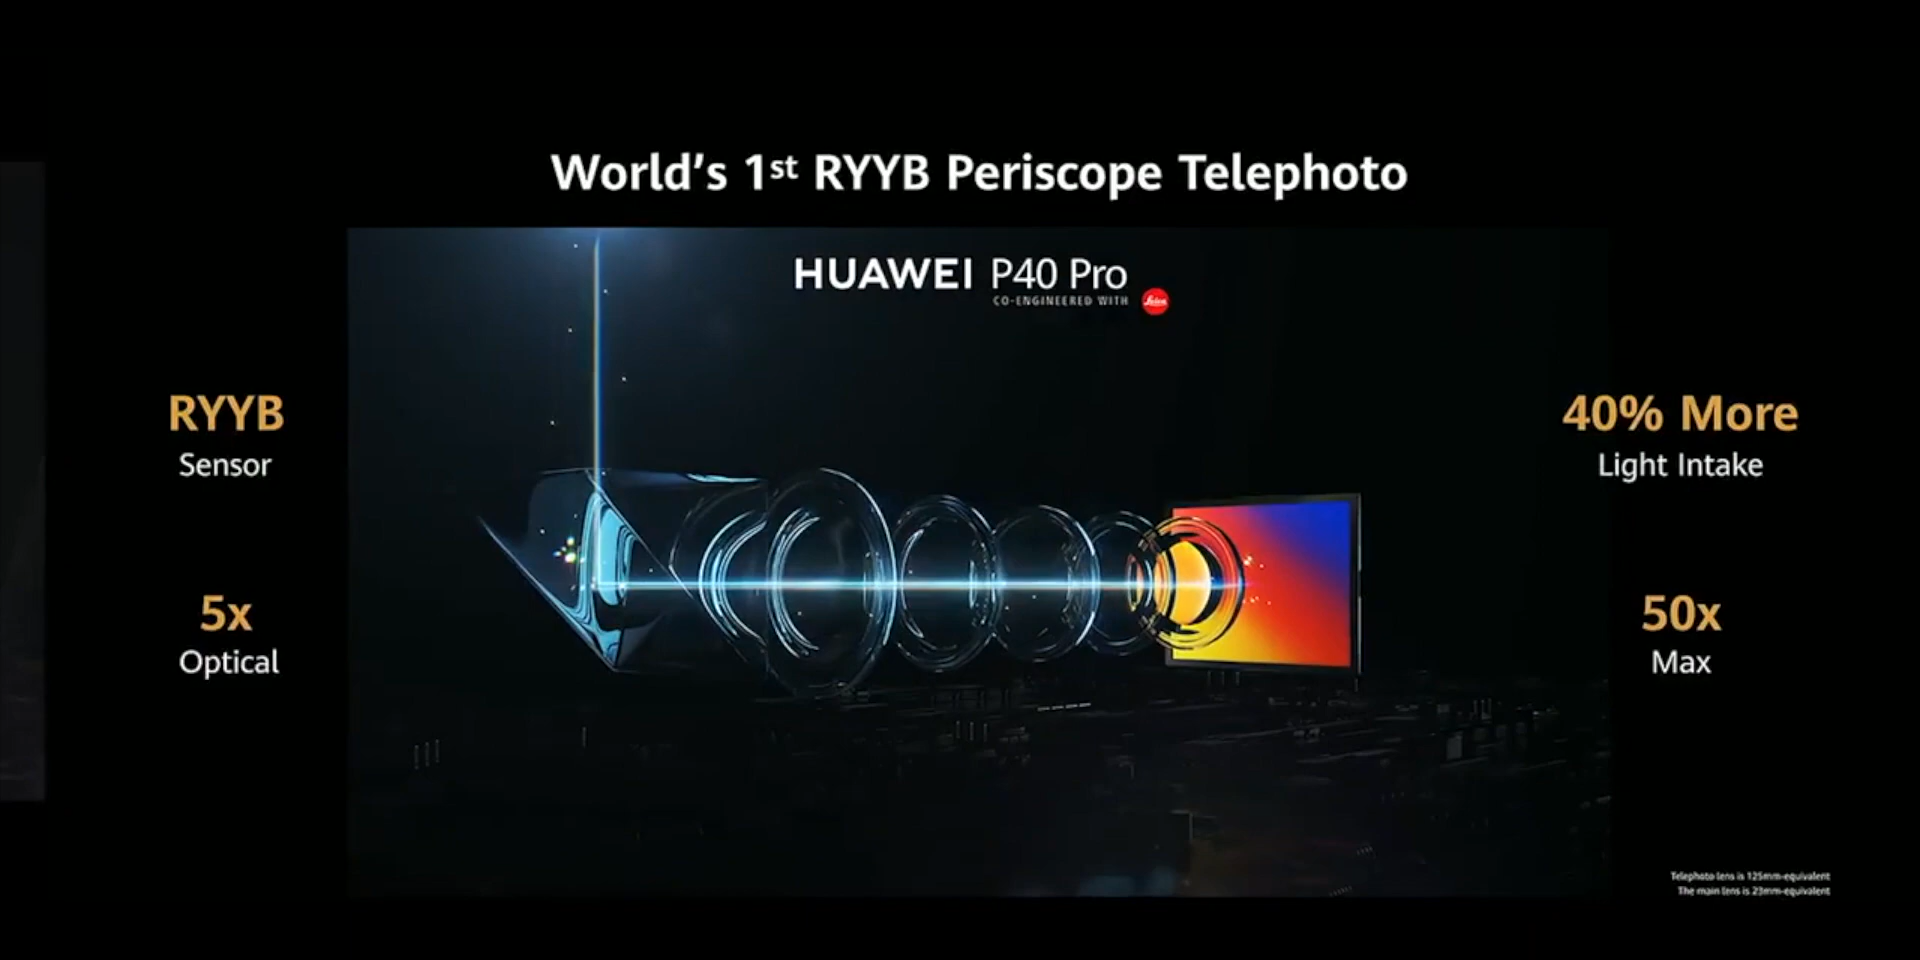 World's 1st RYYB Periscope Telephoto
HUAWEI P40 Pro
CO-ENGINEERED WITH Leica
RYYB
Sensor
5x
Optical
40% More
Light Intake
50x
Max
Telephoto lens is 125mm-equivalent
The main lens is 23mm-equivalent